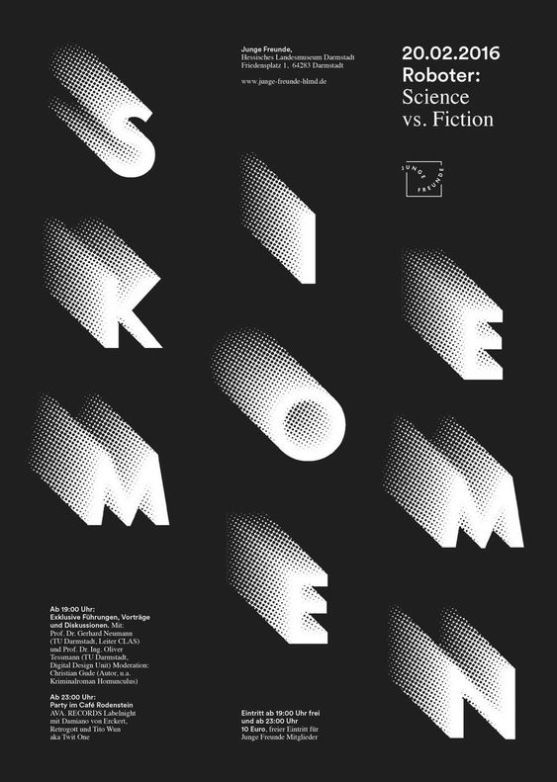 Junge Freunde,
Hessisches Landesmuseum Darmstadt
Friedensplatz 1, 64283 Darmstadt
www.junge-freunde-hlmd.de
20.02.2016
Roboter:
Science
vs. Fiction
JUNGE
FREUNDE
S I E
K O M
M E N
Ab 19:00 Uhr:
Exklusive Führungen, Vorträge
und Diskussionen. Mit:
Prof. Dr. Gerhard Neumann
(TU Darmstadt, Leiter CLAS)
und Prof. Dr. Ing. Oliver
Tessmann (TU Darmstadt,
Digital Design Unit) Moderation:
Christian Gude (Autor, u.a.
Kriminalroman Homunculus)
Ab 23:00 Uhr:
Party im Café Rodenstein
AVA. RECORDS Labelnight
mit Damiano von Erckert,
Retrogott und Tito Wun
aka Twit One
Eintritt ab 19:00 Uhr frei
und ab 23:00 Uhr
10 Euro, freier Eintritt für
Junge Freunde Mitglieder